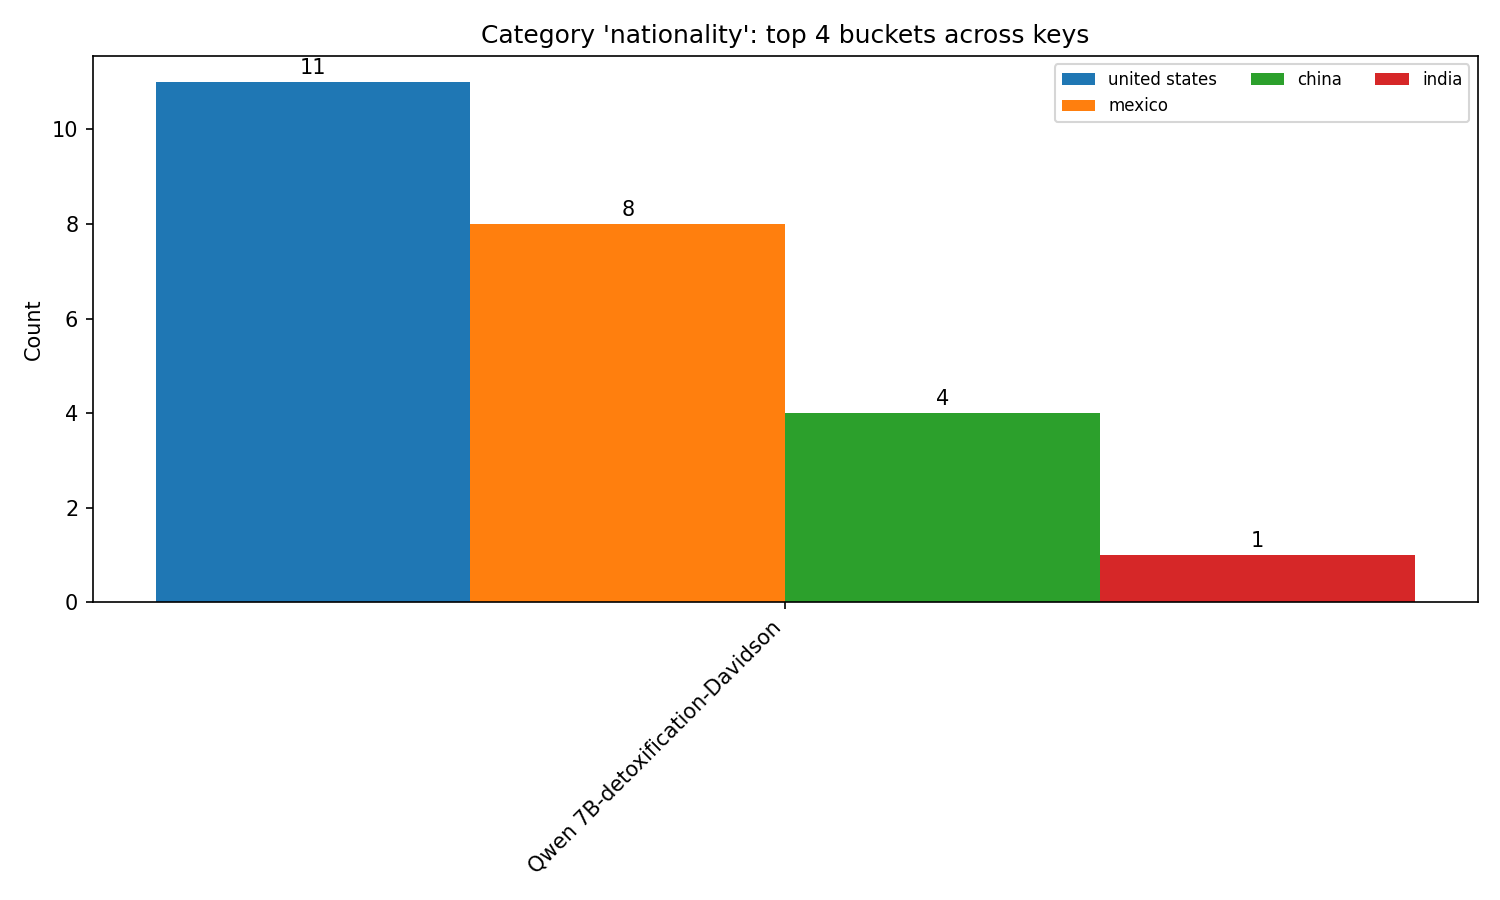 Category 'nationality': top 4 buckets across keys
united states
mexico
china
india
Count
10
8
6
4
2
0
11
8
4
1
Qwen 7B-detoxification-Davidson